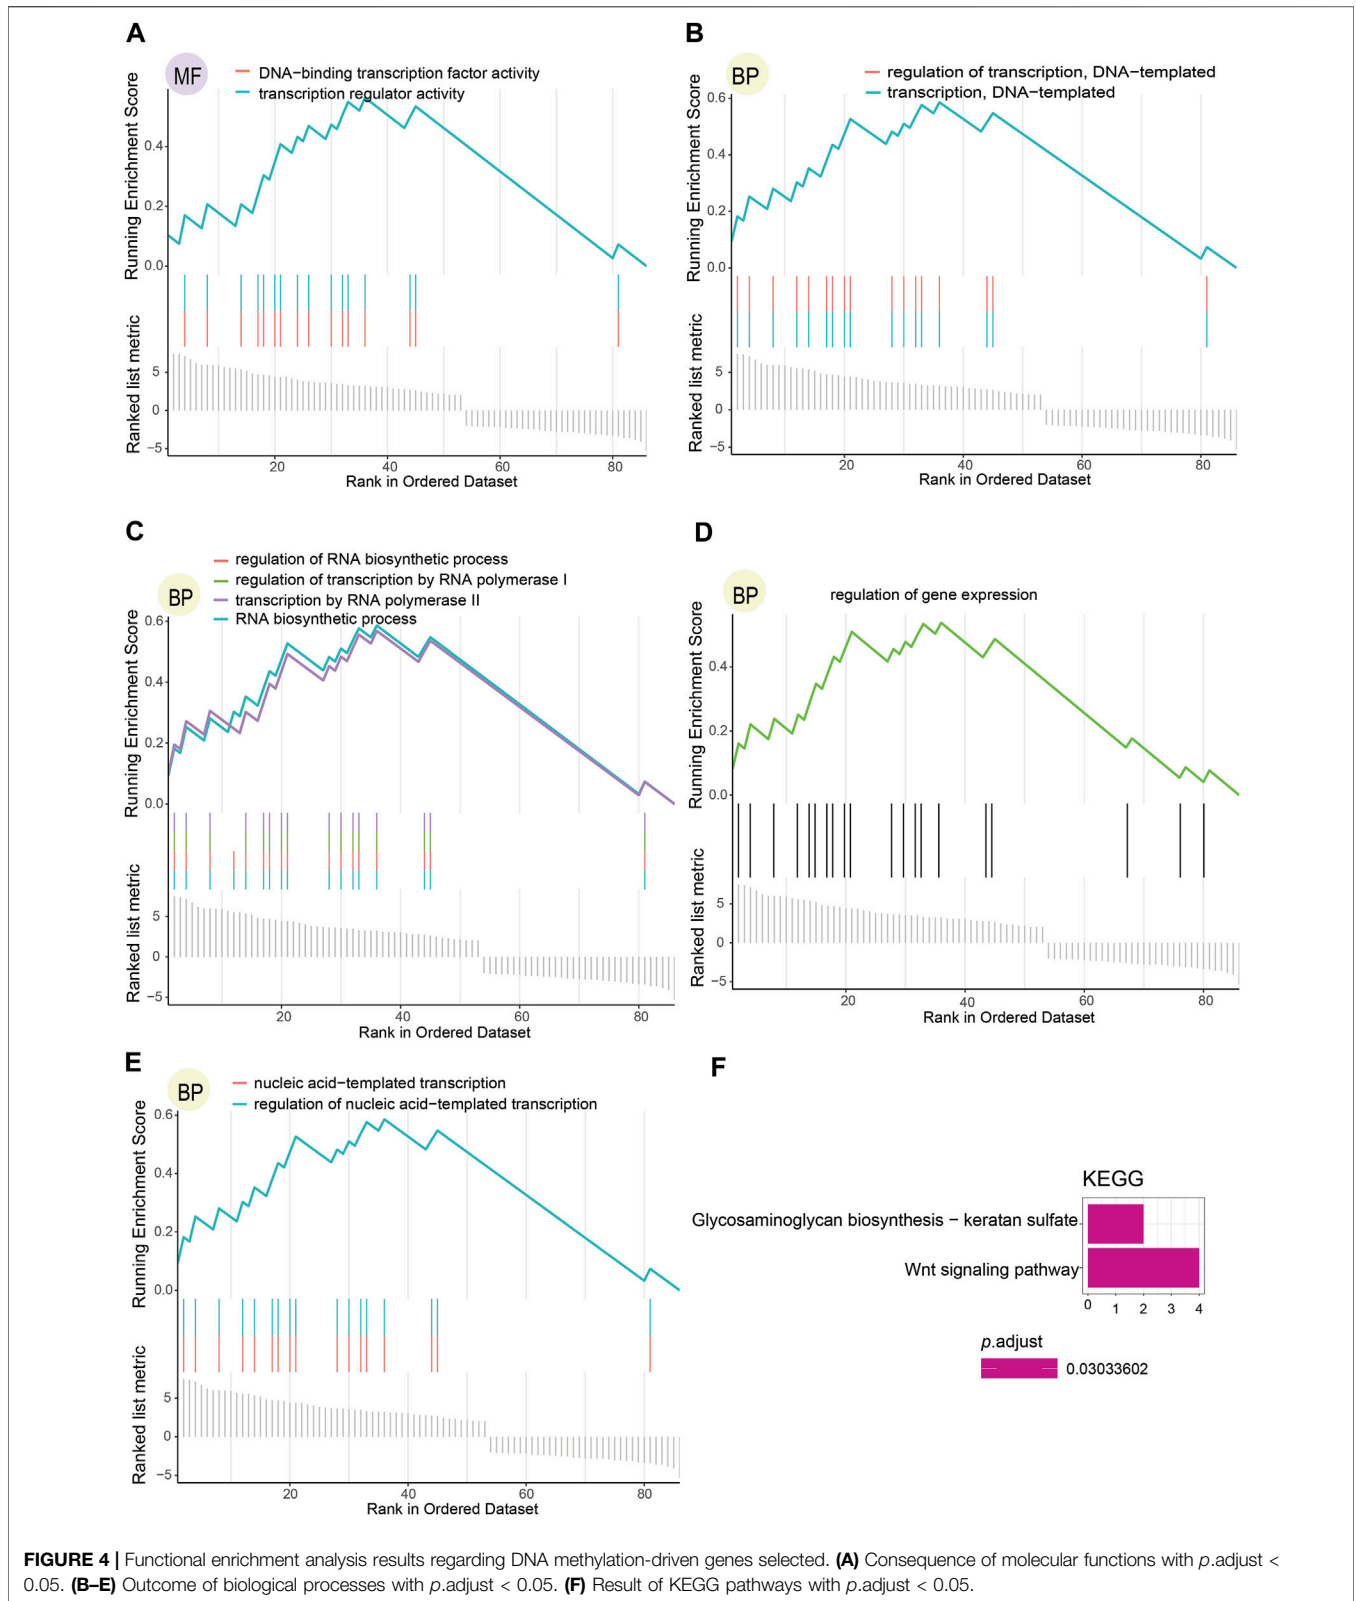 A
MF
DNA−binding transcription factor activity
transcription regulator activity
Running Enrichment Score
0.4
0.2
0.0
Ranked list metric
5
0
−5
20
40
60
80
Rank in Ordered Dataset
B
BP
regulation of transcription, DNA−templated
transcription, DNA−templated
Running Enrichment Score
0.6
0.4
0.2
0.0
Ranked list metric
5
0
−5
20
40
60
80
Rank in Ordered Dataset
C
BP
regulation of RNA biosynthetic process
regulation of transcription by RNA polymerase I
transcription by RNA polymerase II
RNA biosynthetic process
Running Enrichment Score
0.6
0.4
0.2
0.0
Ranked list metric
5
0
−5
20
40
60
80
Rank in Ordered Dataset
D
BP
regulation of gene expression
Running Enrichment Score
0.4
0.2
0.0
Ranked list metric
5
0
−5
20
40
60
80
Rank in Ordered Dataset
E
BP
nucleic acid−templated transcription
regulation of nucleic acid−templated transcription
Running Enrichment Score
0.6
0.4
0.2
0.0
Ranked list metric
5
0
−5
20
40
60
80
Rank in Ordered Dataset
F
KEGG
Glycosaminoglycan biosynthesis − keratan sulfate
Wnt signaling pathway
0 1 2 3 4
p.adjust
0.03033602
FIGURE 4 | Functional enrichment analysis results regarding DNA methylation-driven genes selected. (A) Consequence of molecular functions with p.adjust <
0.05. (B–E) Outcome of biological processes with p.adjust < 0.05. (F) Result of KEGG pathways with p.adjust < 0.05.